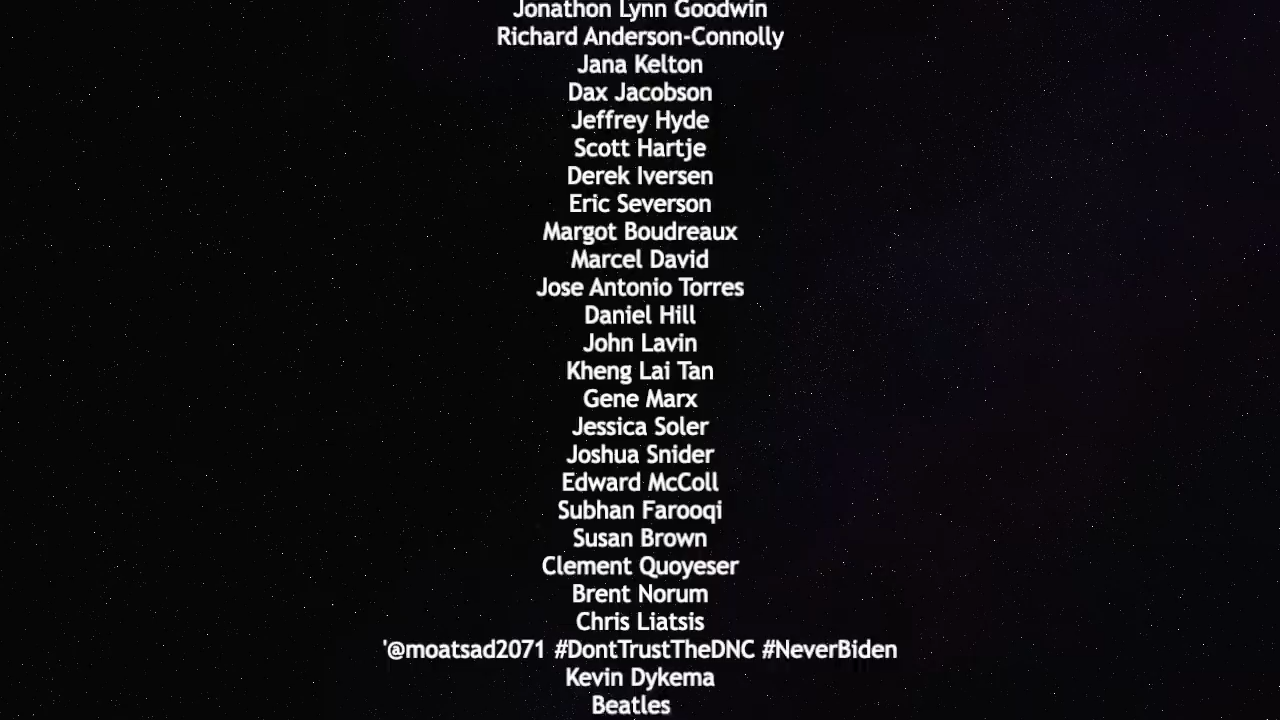 Jonathon Lynn Goodwin
Richard Anderson-Connolly
Jana Kelton
Dax Jacobson
Jeffrey Hyde
Scott Hartje
Derek Iversen
Eric Severson
Margot Boudreaux
Marcel David
Jose Antonio Torres
Daniel Hill
John Lavin
Kheng Lai Tan
Gene Marx
Jessica Soler
Joshua Snider
Edward McColl
Subhan Farooqi
Susan Brown
Clement Quoyeser
Brent Norum
Chris Liatsis
'@moatsad2071 #DontTrustTheDNC #NeverBiden
Kevin Dykema
Beatles